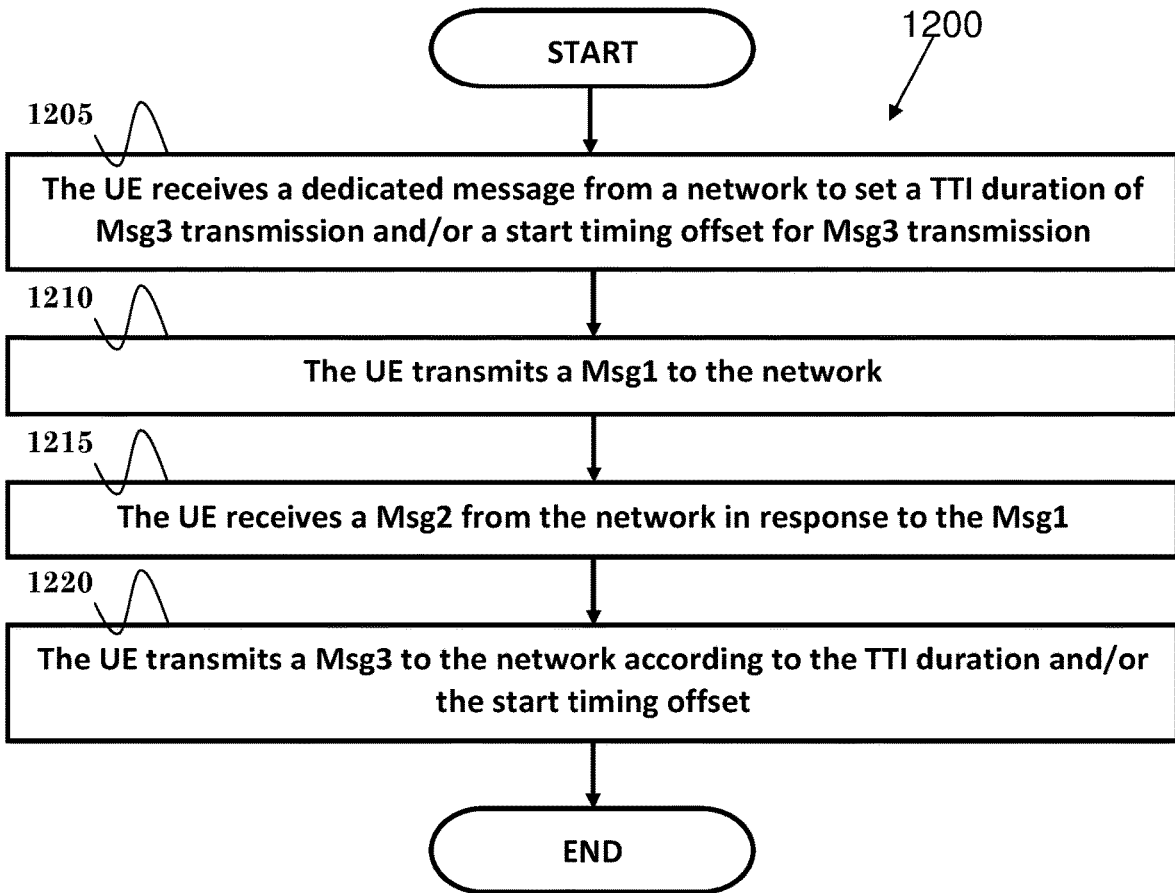 START
1200
1205
The UE receives a dedicated message from a network to set a TTI duration of
Msg3 transmission and/or a start timing offset for Msg3 transmission
1210
The UE transmits a Msg1 to the network
1215
The UE receives a Msg2 from the network in response to the Msg1
1220
The UE transmits a Msg3 to the network according to the TTI duration and/or
the start timing offset
END